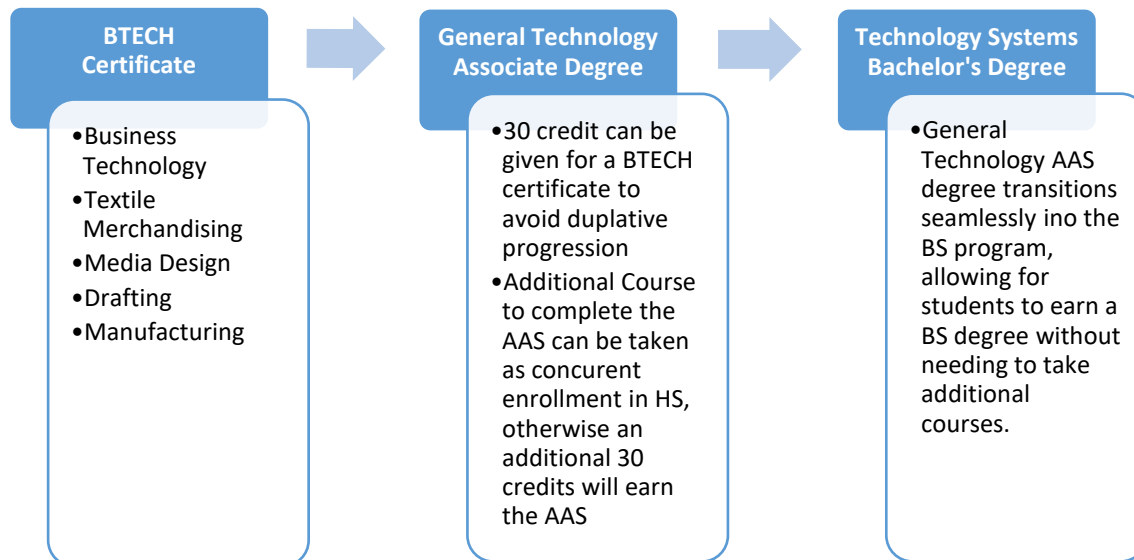 BTECH
Certificate
•Business
Technology
•Textile
Merchandising
•Media Design
•Drafting
•Manufacturing
General Technology
Associate Degree
•30 credit can be
given for a BTECH
certificate to
avoid duplative
progression
•Additional Course
to complete the
AAS can be taken
as concurent
enrollment in HS,
otherwise an
additional 30
credits will earn
the AAS
Technology Systems
Bachelor's Degree
•General
Technology AAS
degree transitions
seamlessly ino the
BS program,
allowing for
students to earn a
BS degree without
needing to take
additional
courses.